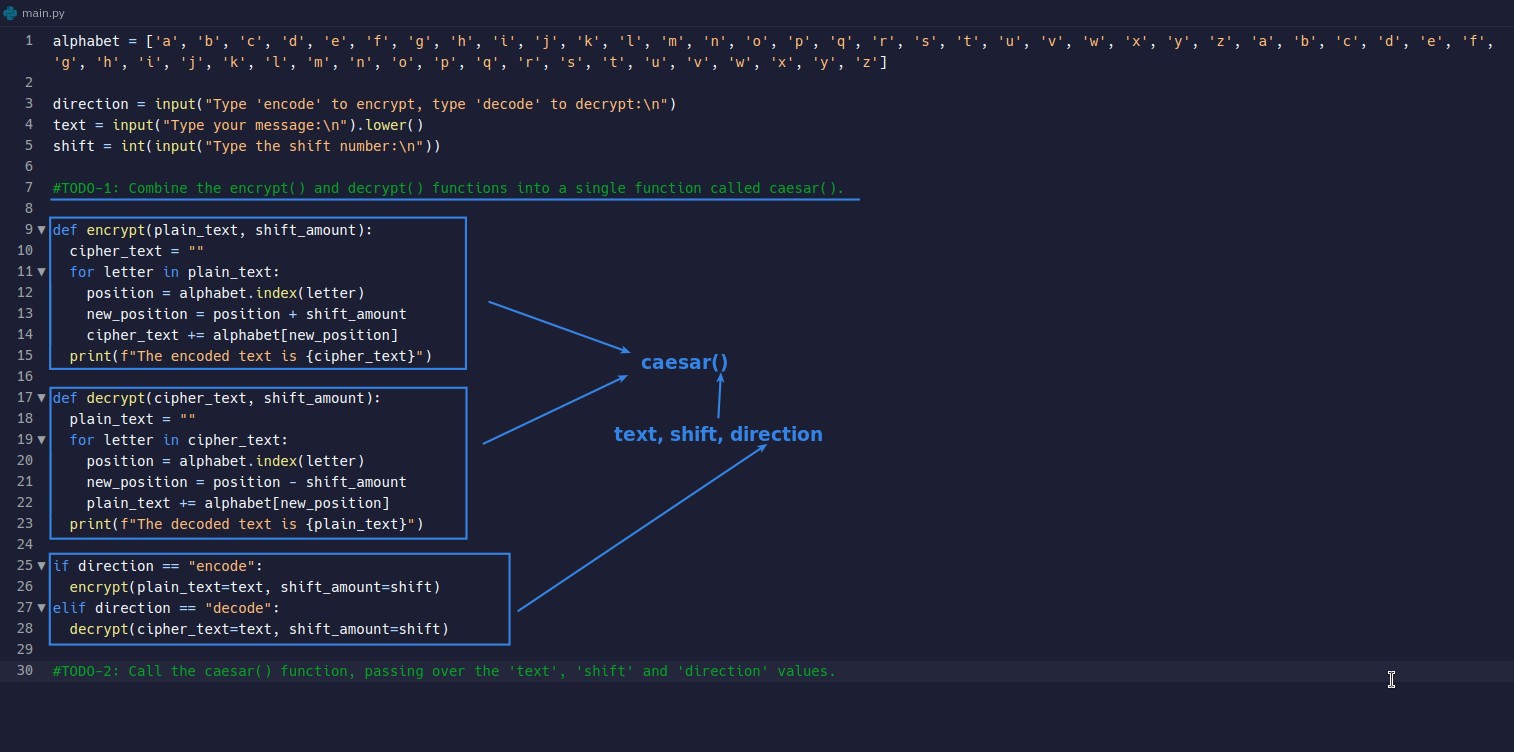 main.py
1 alphabet = ['a', 'b', 'c', 'd', 'e', 'f', 'g', 'h', 'i', 'j', 'k', 'l', 'm', 'n', 'o', 'p', 'q', 'r', 's', 't', 'u', 'v', 'w', 'x', 'y', 'z', 'a', 'b', 'c', 'd', 'e', 'f',
'g', 'h', 'i', 'j', 'k', 'l', 'm', 'n', 'o', 'p', 'q', 'r', 's', 't', 'u', 'v', 'w', 'x', 'y', 'z']
2
3 direction = input("Type 'encode' to encrypt, type 'decode' to decrypt:\n")
4 text = input("Type your message:\n").lower()
5 shift = int(input("Type the shift number:\n"))
6
7 #TODO-1: Combine the encrypt() and decrypt() functions into a single function called caesar().
8
9 def encrypt(plain_text, shift_amount):
10   cipher_text = ""
11   for letter in plain_text:
12     position = alphabet.index(letter)
13     new_position = position + shift_amount
14     cipher_text += alphabet[new_position]
15   print(f"The encoded text is {cipher_text}")
16
17 def decrypt(cipher_text, shift_amount):
18   plain_text = ""
19   for letter in cipher_text:
20     position = alphabet.index(letter)
21     new_position = position - shift_amount
22     plain_text += alphabet[new_position]
23   print(f"The decoded text is {plain_text}")
24
25 if direction == "encode":
26   encrypt(plain_text=text, shift_amount=shift)
27 elif direction == "decode":
28   decrypt(cipher_text=text, shift_amount=shift)
29
30 #TODO-2: Call the caesar() function, passing over the 'text', 'shift' and 'direction' values.
caesar()
text, shift, direction